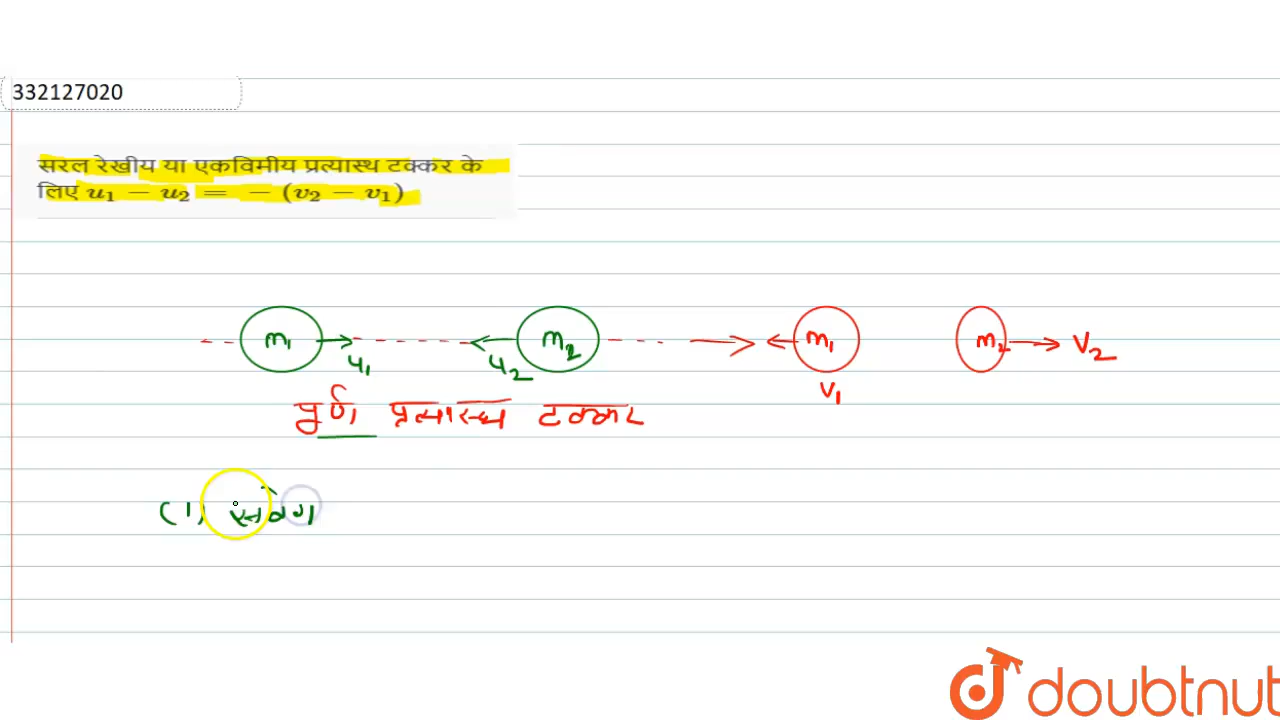 332127020
सरल रेखीय या एकविमीय प्रत्यास्थ टक्कर के
लिए u₁ − u₂ = − (v₂ − v₁)
m₁ m₂ m₁ m₂ V₂
u₁ u₂ V₁
पूर्ण प्रत्यास्थ टक्कर
(1) संवेग
doubtnut